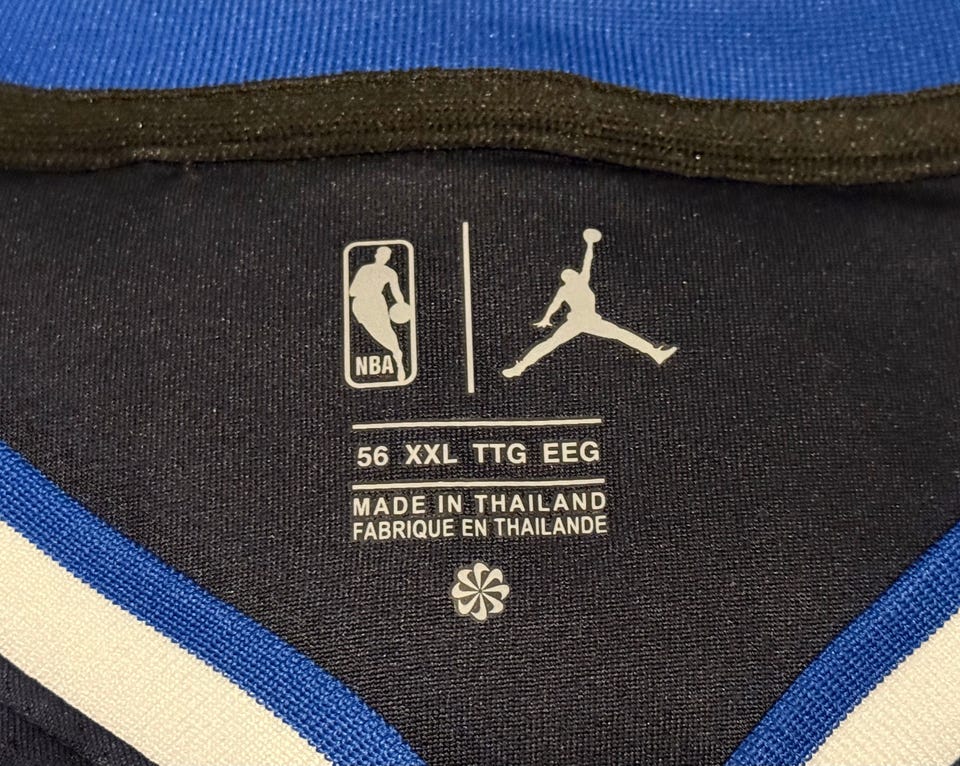 NBA
56 XXL TTG EEG
MADE IN THAILAND
FABRIQUE EN THAILANDE